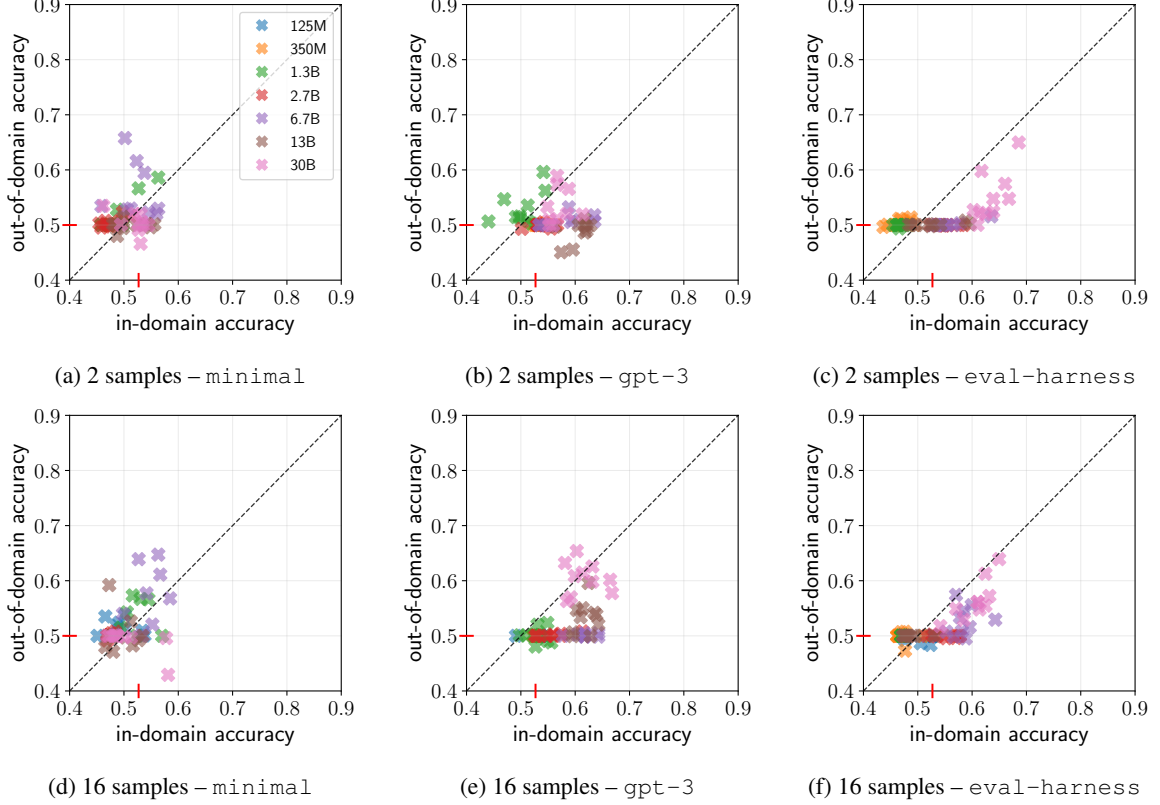 0.9
0.8
0.7
0.6
0.5
0.4
out-of-domain accuracy
125M
350M
1.3B
2.7B
6.7B
13B
30B
0.4 0.5 0.6 0.7 0.8 0.9
in-domain accuracy
(a) 2 samples – minimal
0.9
0.8
0.7
0.6
0.5
0.4
out-of-domain accuracy
0.4 0.5 0.6 0.7 0.8 0.9
in-domain accuracy
(b) 2 samples – gpt-3
0.9
0.8
0.7
0.6
0.5
0.4
out-of-domain accuracy
0.4 0.5 0.6 0.7 0.8 0.9
in-domain accuracy
(c) 2 samples – eval-harness
0.9
0.8
0.7
0.6
0.5
0.4
out-of-domain accuracy
0.4 0.5 0.6 0.7 0.8 0.9
in-domain accuracy
(d) 16 samples – minimal
0.9
0.8
0.7
0.6
0.5
0.4
out-of-domain accuracy
0.4 0.5 0.6 0.7 0.8 0.9
in-domain accuracy
(e) 16 samples – gpt-3
0.9
0.8
0.7
0.6
0.5
0.4
out-of-domain accuracy
0.4 0.5 0.6 0.7 0.8 0.9
in-domain accuracy
(f) 16 samples – eval-harness